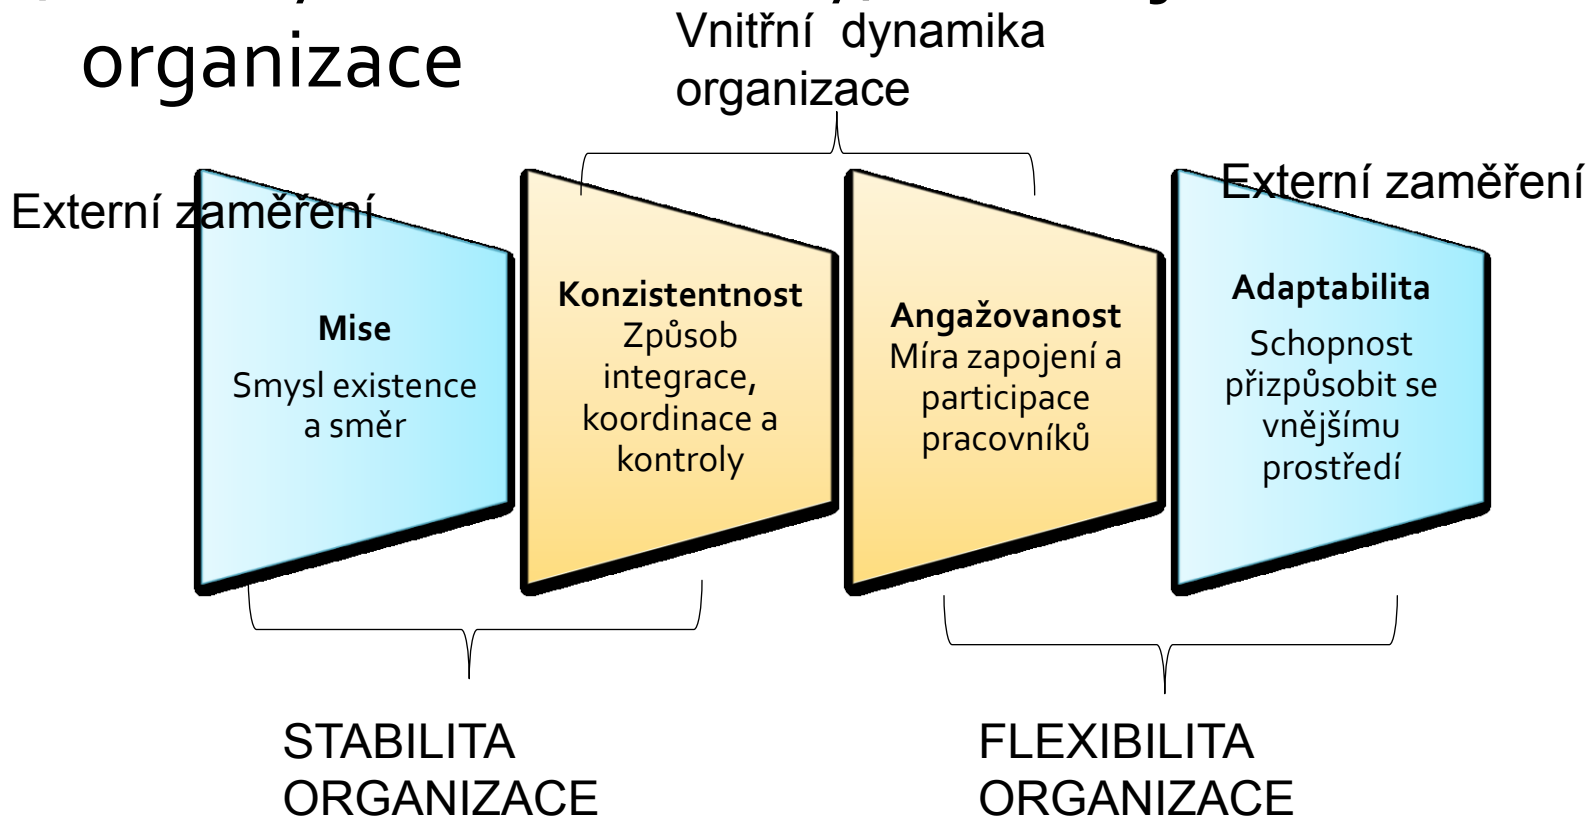 organizace
Vnitřní dynamika
organizace
Externí zaměření
Externí zaměření
Mise
Smysl existence
a směr
Konzistentnost
Způsob
integrace,
koordinace a
kontroly
Angažovanost
Míra zapojení a
participace
pracovníků
Adaptabilita
Schopnost
přizpůsobit se
vnějšímu
prostředí
STABILITA
ORGANIZACE
FLEXIBILITA
ORGANIZACE